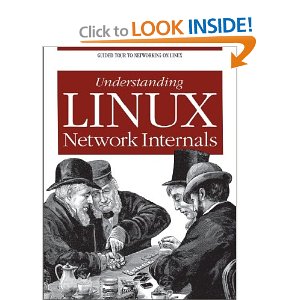 Click to
LOOK INSIDE!
GUIDED TOUR TO NETWORKING ON LINUX
Understanding
LINUX
Network Internals